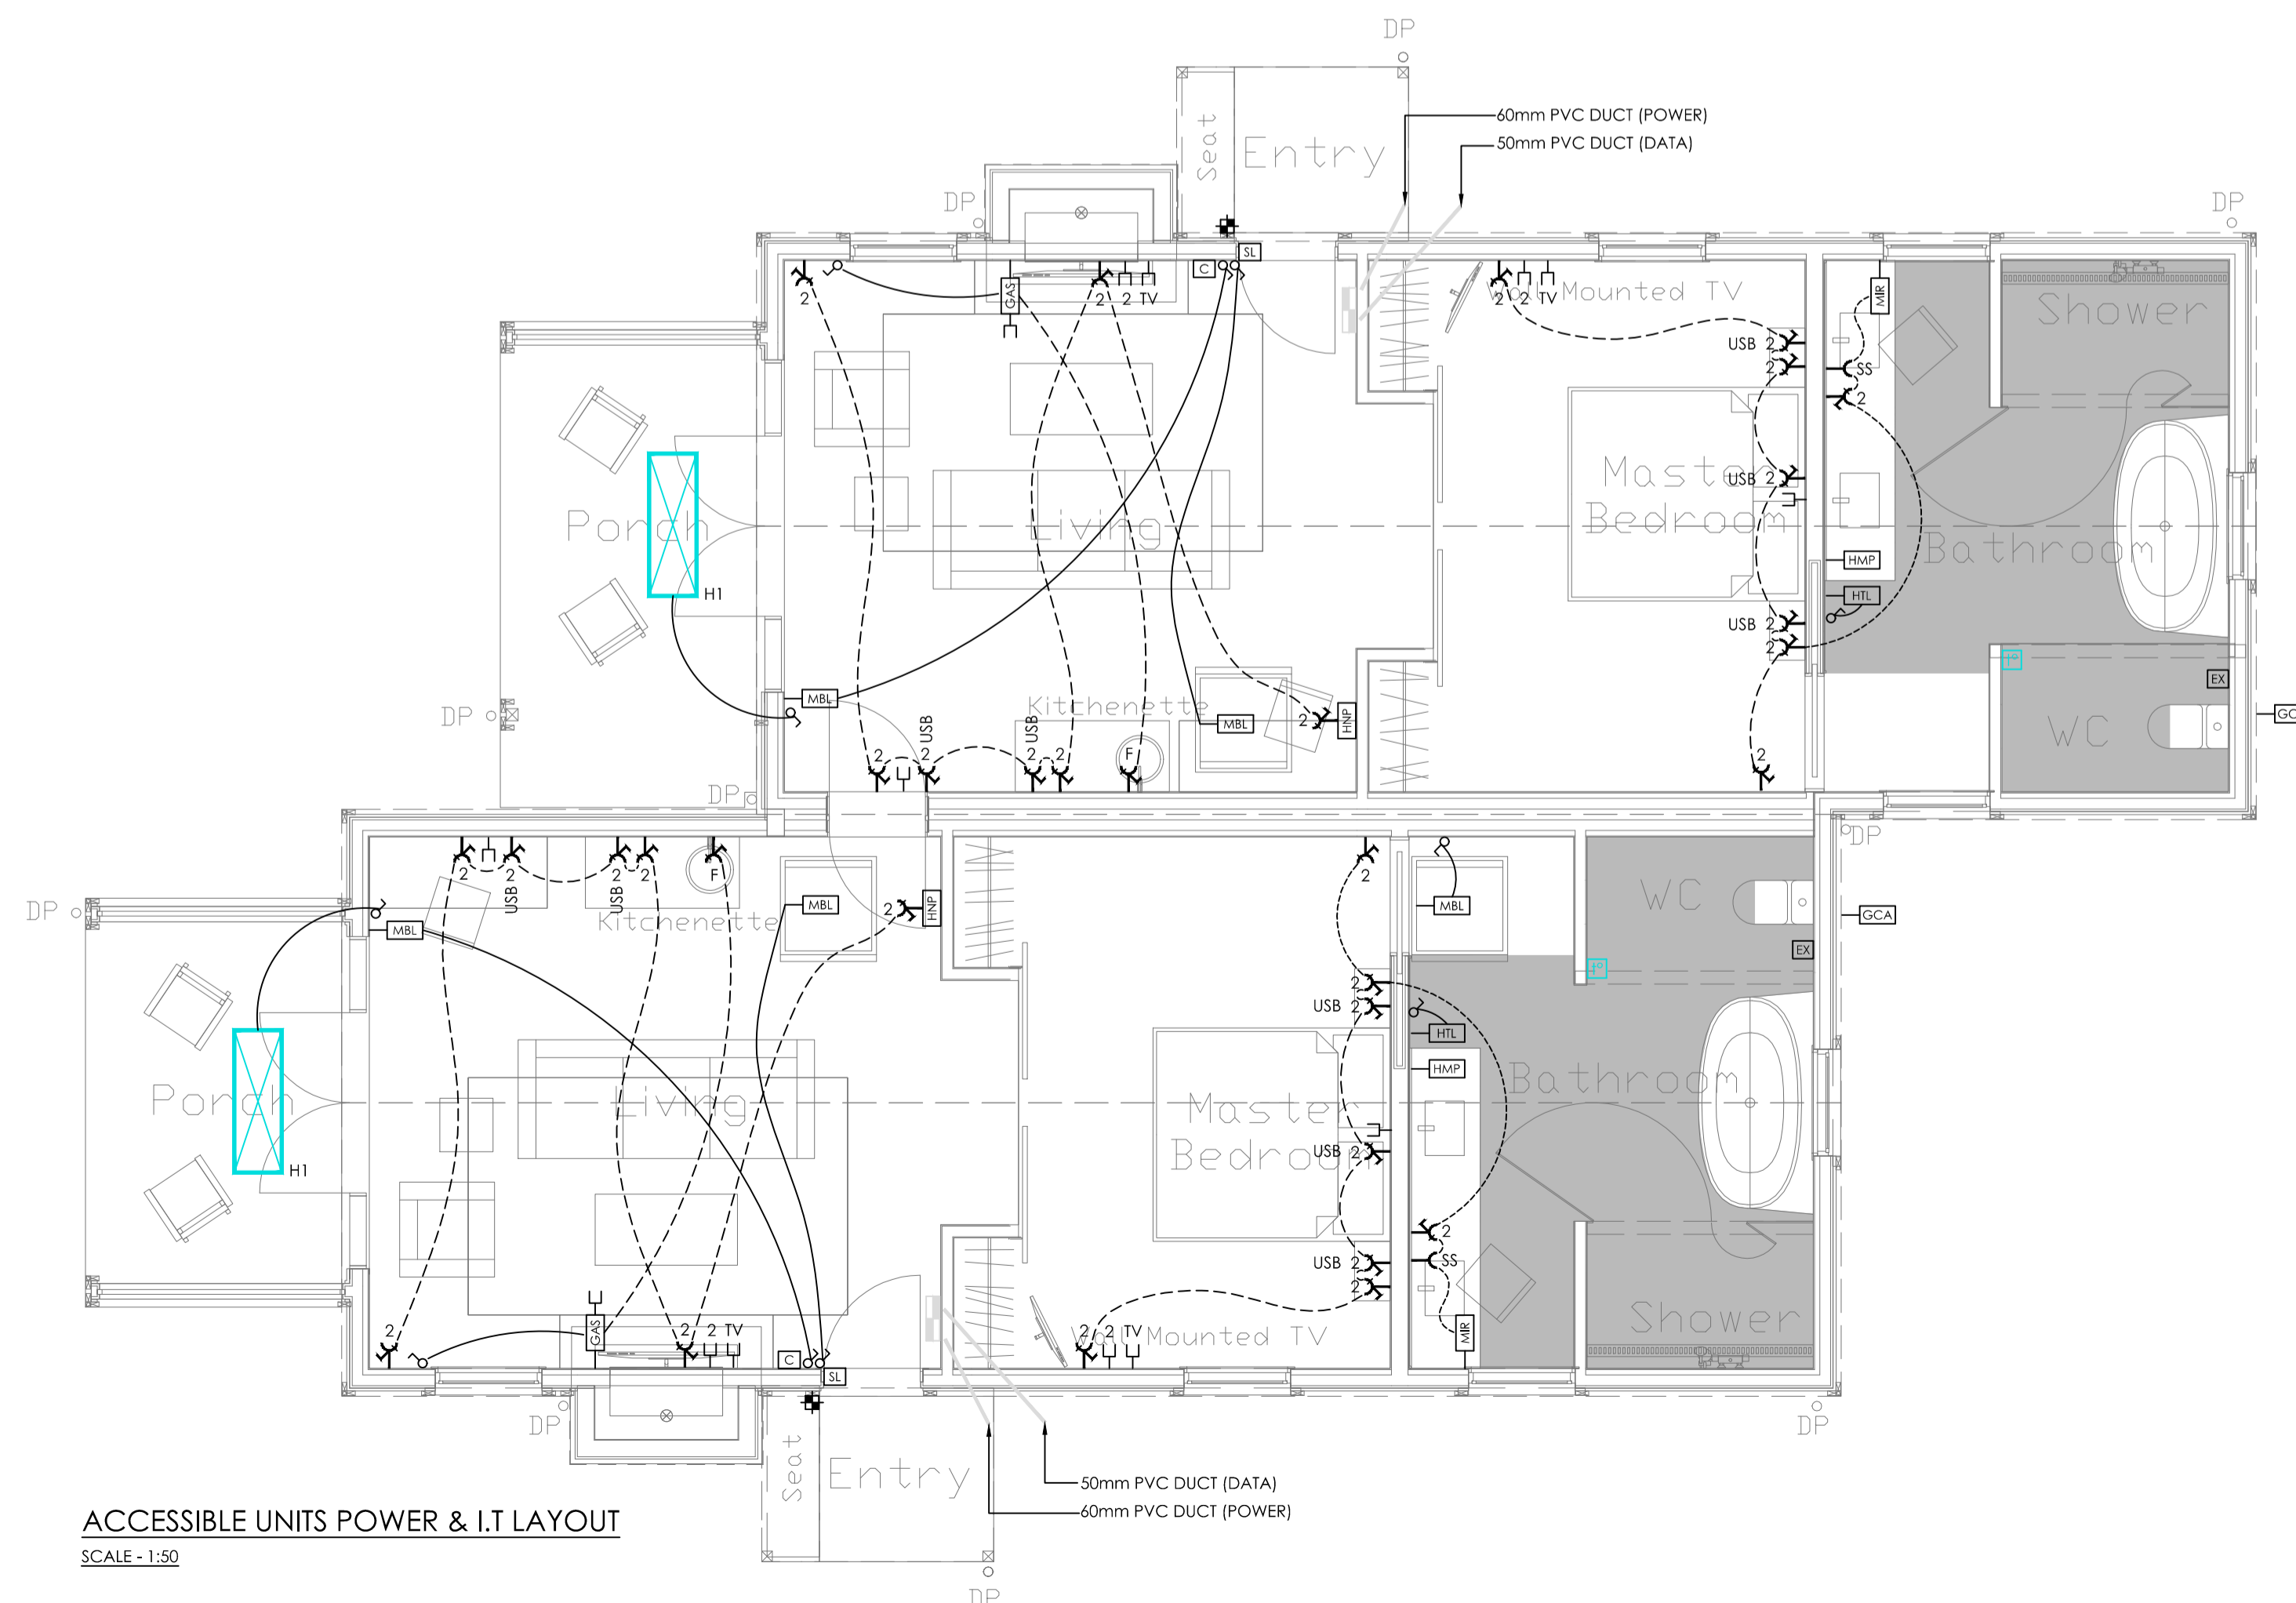 DP
60mm PVC DUCT (POWER)
50mm PVC DUCT (DATA)
Seat
Entry
DP
DP
SL
C
GAS
2
2
2
TV
2
2
TV
Wall Mounted TV
MIR
Shower
USB 2
2
SS
2
Master
Bedroom
USB 2
Living
Porch
H1
Bathroom
HMP
HTL
USB 2
2
EX
t°
WC
GC
DP
MBL
Kitchenette
MBL
2
HNP
2
2
USB
2
USB
2
F
2
DP
DP
2
2
USB
2
USB
2
F
Kitchenette
MBL
2
HNP
2
MBL
WC
GCA
EX
t°
DP
MBL
2
USB 2
HTL
HMP
Bathroom
Porch
H1
Living
Master
Bedroom
USB 2
2
SS
USB 2
2
MIR
Shower
2
GAS
2
2
TV
C
SL
2
2
TV
Wall Mounted TV
DP
DP
Seat
Entry
50mm PVC DUCT (DATA)
60mm PVC DUCT (POWER)
DP
ACCESSIBLE UNITS POWER & I.T LAYOUT
SCALE - 1:50